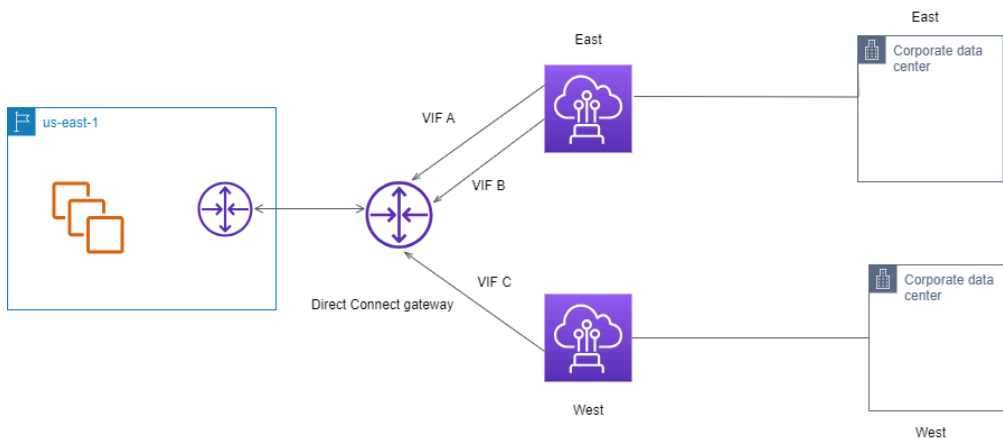 East
East
Corporate data
center
us-east-1
VIF A
VIF B
VIF C
Direct Connect gateway
Corporate data
center
West
West